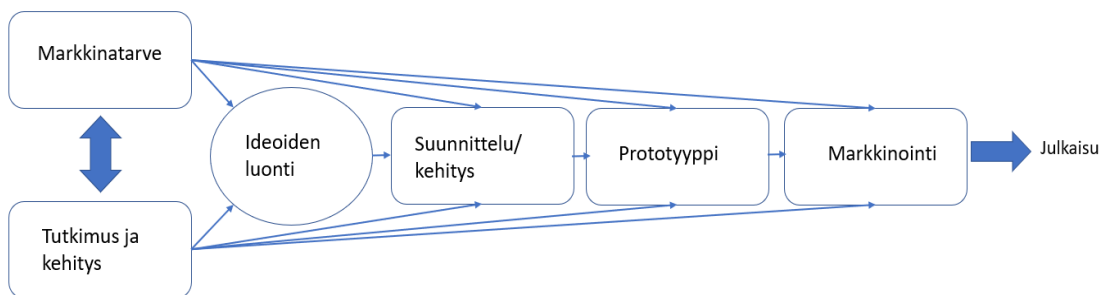 Markkinatarve
Ideoiden
luonti
Suunnittelu/
kehitys
Prototyyppi
Markkinointi
Julkaisu
Tutkimus ja
kehitys